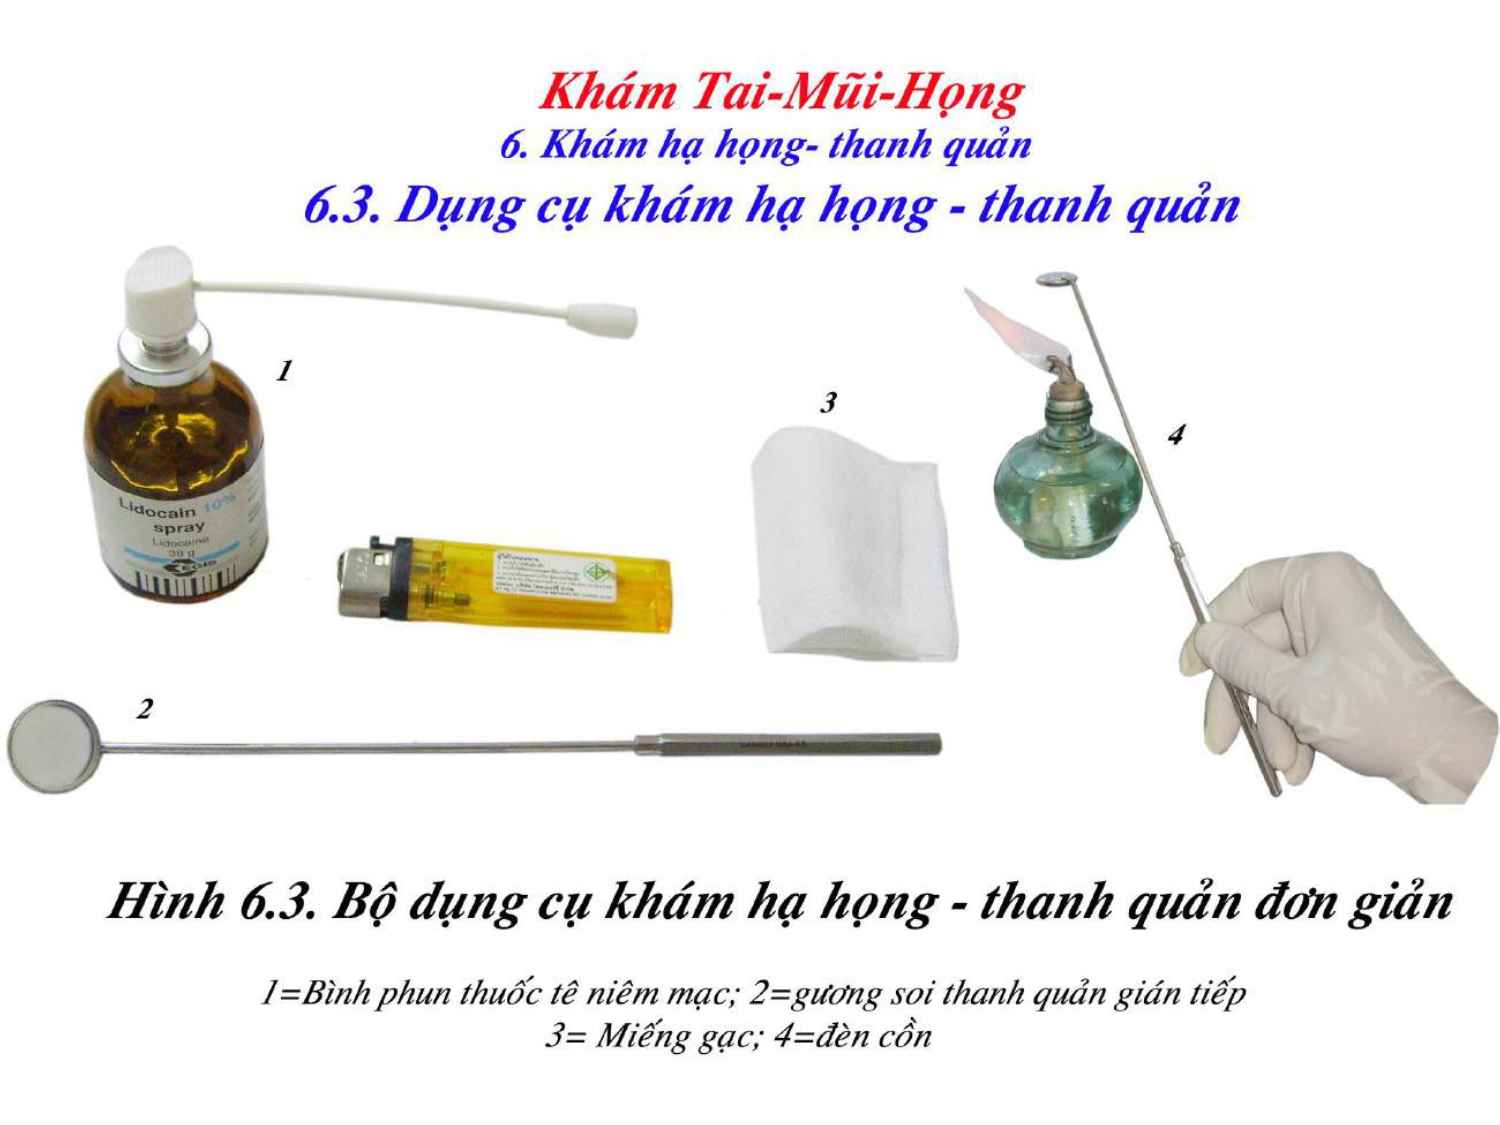 Khám Tai-Mũi-Họng
6. Khám hạ họng- thanh quản
6.3. Dụng cụ khám hạ họng - thanh quản
1
3
4
Lidocain 10%
spray
Lidocaine
38 g
EGIS
2
Hình 6.3. Bộ dụng cụ khám hạ họng - thanh quản đơn giản
1=Bình phun thuốc tê niêm mạc; 2=gương soi thanh quản gián tiếp
3= Miếng gạc; 4=đèn cồn